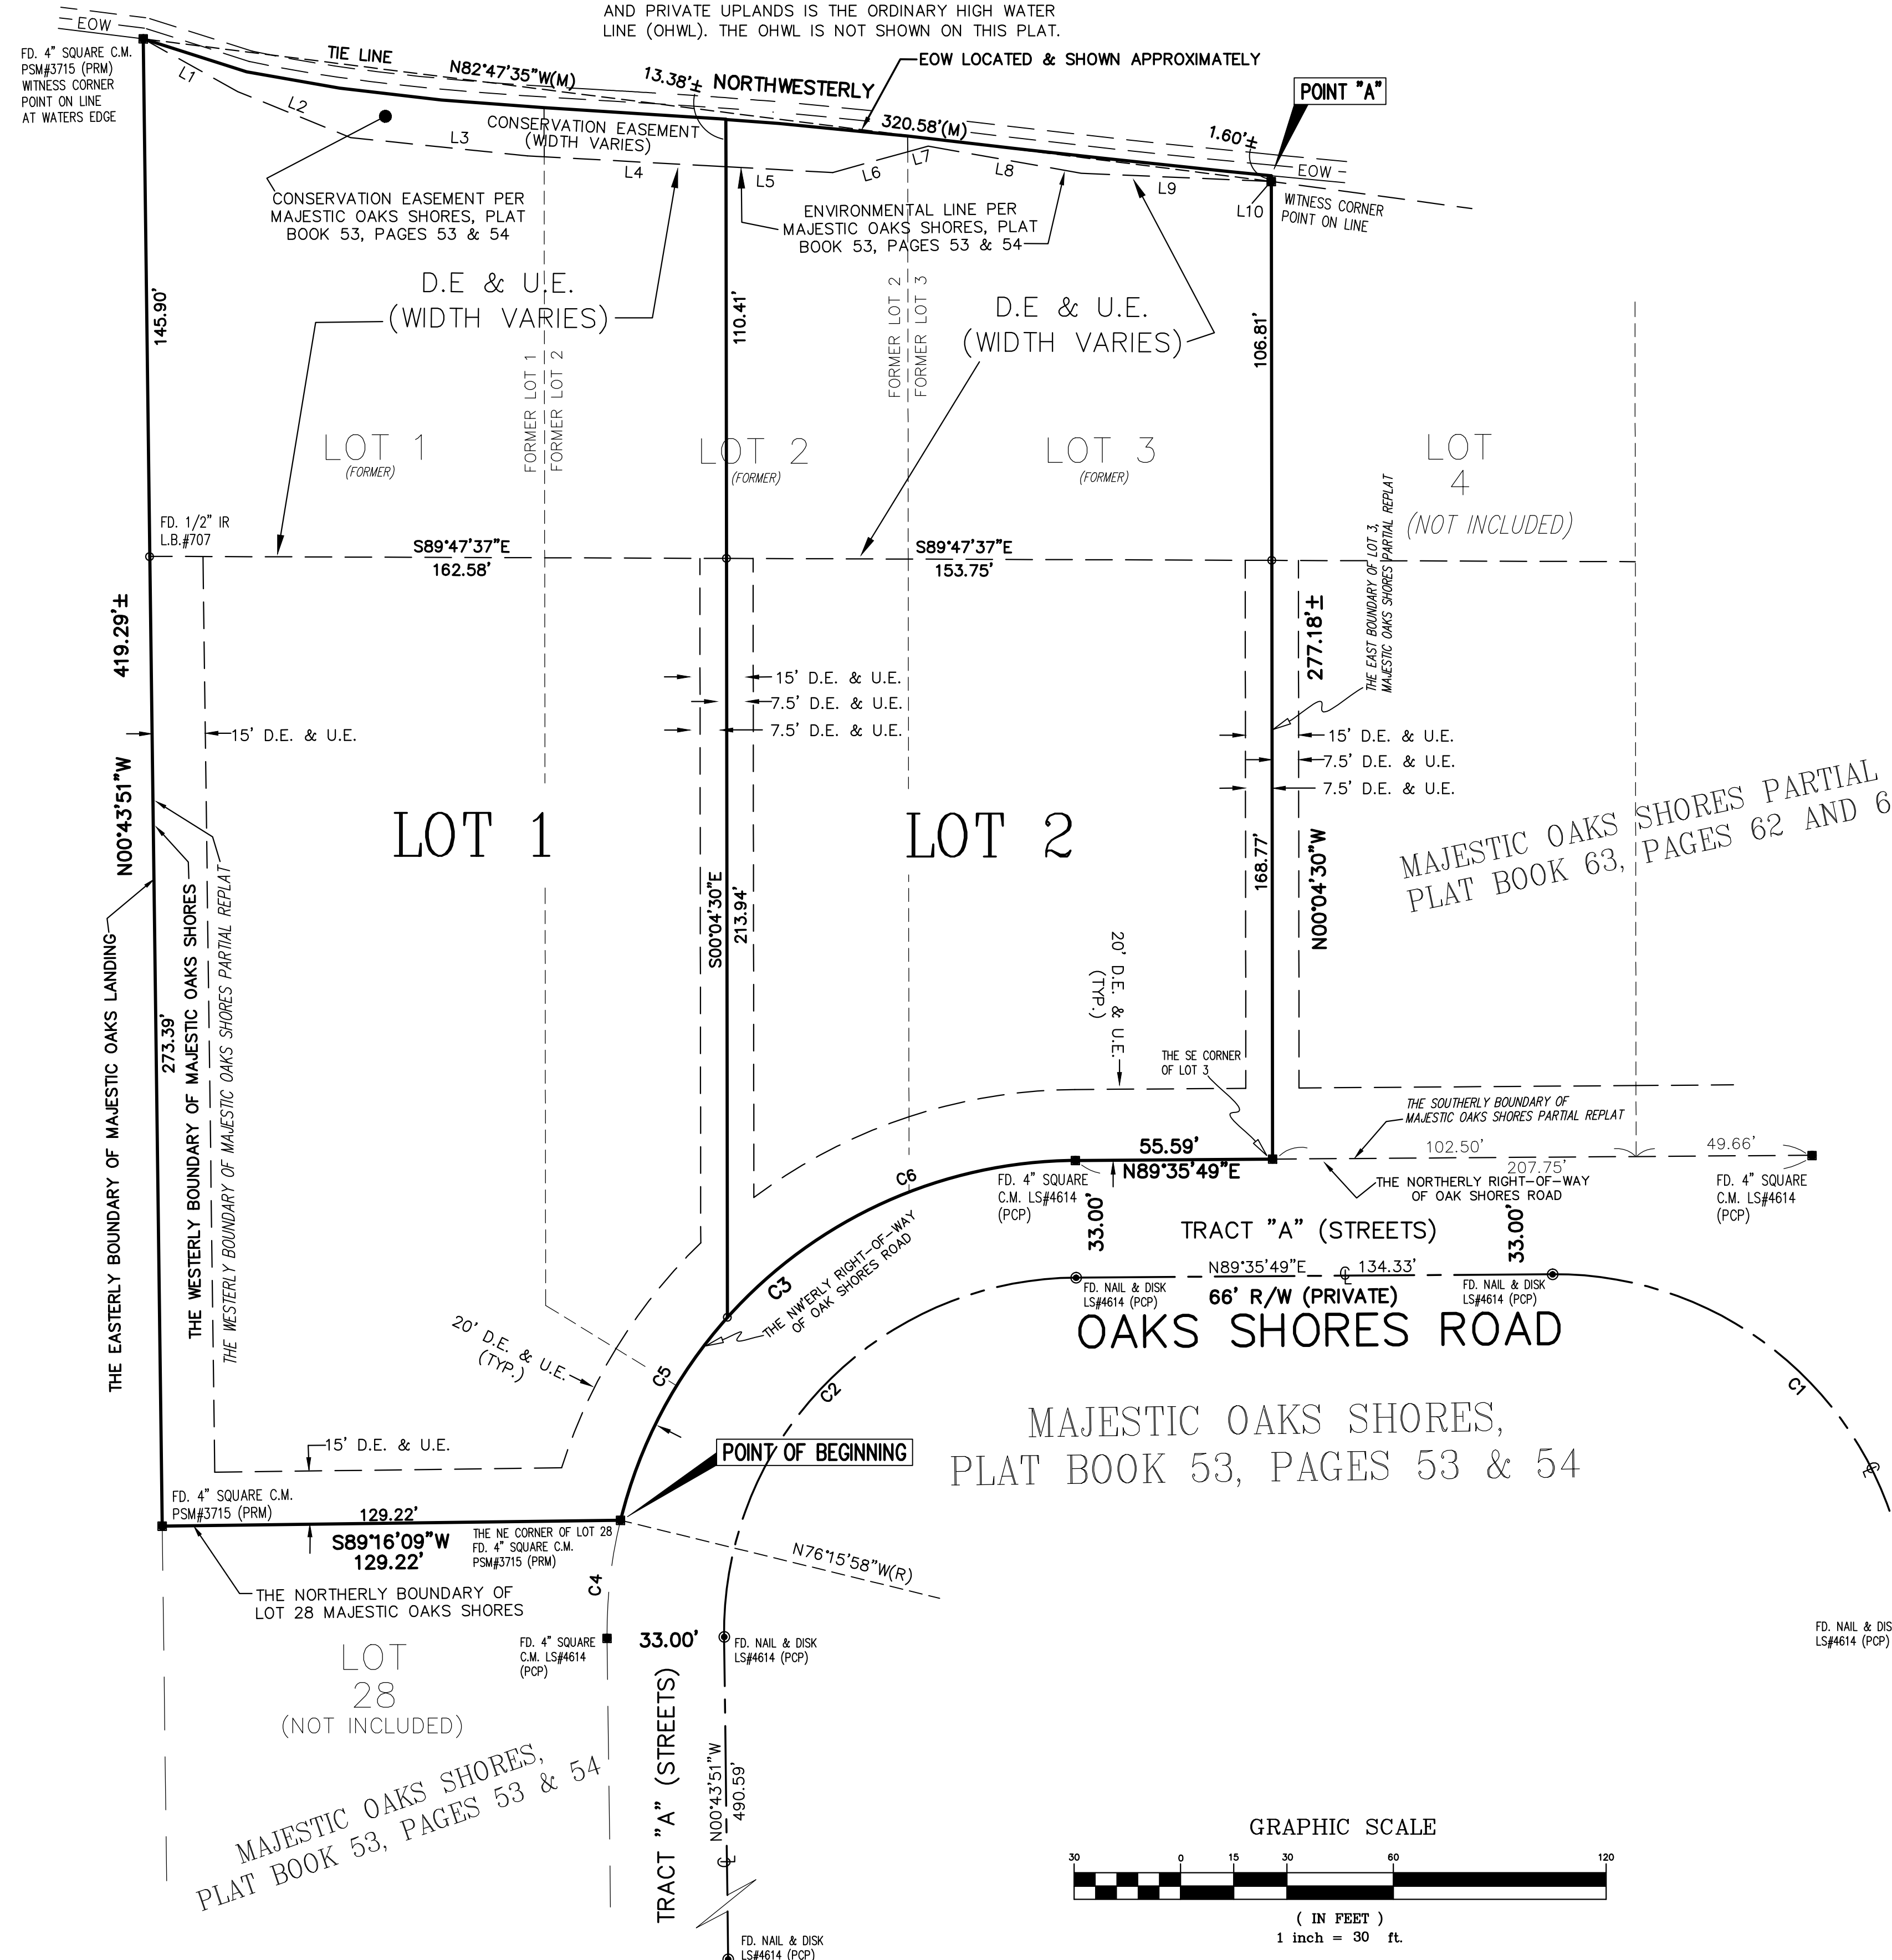 AND PRIVATE UPLANDS IS THE ORDINARY HIGH WATER
LINE (OHWL). THE OHWL IS NOT SHOWN ON THIS PLAT.
EOW
FD. 4" SQUARE C.M.
PSM#3715 (PRM)
WITNESS CORNER
POINT ON LINE
AT WATERS EDGE
TIE LINE
N82°47'35"W(M)
13.38'±
NORTHWESTERLY
EOW LOCATED & SHOWN APPROXIMATELY
320.58'(M)
POINT "A"
1.60'±
EOW
L1
L2
L3
L4
L5
L6
L7
L8
L9
L10
WITNESS CORNER
POINT ON LINE
CONSERVATION EASEMENT
(WIDTH VARIES)
CONSERVATION EASEMENT PER
MAJESTIC OAKS SHORES, PLAT
BOOK 53, PAGES 53 & 54
ENVIRONMENTAL LINE PER
MAJESTIC OAKS SHORES, PLAT
BOOK 53, PAGES 53 & 54
D.E & U.E.
(WIDTH VARIES)
D.E & U.E.
(WIDTH VARIES)
145.90'
110.41'
106.81'
FORMER LOT 1
FORMER LOT 2
FORMER LOT 2
FORMER LOT 3
LOT 1
(FORMER)
LOT 2
(FORMER)
LOT 3
(FORMER)
LOT
4
(NOT INCLUDED)
FD. 1/2" IR
L.B.#707
S89°47'37"E
162.58'
S89°47'37"E
153.75'
THE EAST BOUNDARY OF LOT 3,
MAJESTIC OAKS SHORES PARTIAL REPLAT
419.29'±
N00°43'51"W
277.18'±
N00°04'30"W
15' D.E. & U.E.
15' D.E. & U.E.
7.5' D.E. & U.E.
7.5' D.E. & U.E.
15' D.E. & U.E.
7.5' D.E. & U.E.
7.5' D.E. & U.E.
LOT 1
LOT 2
S00°04'30"E
213.94'
168.77'
MAJESTIC OAKS SHORES PARTIAL
PLAT BOOK 63, PAGES 62 AND 6
THE EASTERLY BOUNDARY OF MAJESTIC OAKS LANDING
273.39'
THE WESTERLY BOUNDARY OF MAJESTIC OAKS SHORES
THE WESTERLY BOUNDARY OF MAJESTIC OAKS SHORES PARTIAL REPLAT
20' D.E. & U.E.
(TYP.)
THE SE CORNER
OF LOT 3
THE SOUTHERLY BOUNDARY OF
MAJESTIC OAKS SHORES PARTIAL REPLAT
55.59'
N89°35'49"E
102.50'
207.75'
49.66'
THE NORTHERLY RIGHT-OF-WAY
OF OAK SHORES ROAD
FD. 4" SQUARE
C.M. LS#4614
(PCP)
FD. 4" SQUARE
C.M. LS#4614
(PCP)
33.00'
TRACT "A" (STREETS)
33.00'
N89°35'49"E
134.33'
FD. NAIL & DISK
LS#4614 (PCP)
FD. NAIL & DISK
LS#4614 (PCP)
66' R/W (PRIVATE)
OAKS SHORES ROAD
C6
C3
THE NW'ERLY RIGHT-OF-WAY
OF OAK SHORES ROAD
C5
C2
C1
20' D.E. & U.E.
(TYP.)
MAJESTIC OAKS SHORES,
PLAT BOOK 53, PAGES 53 & 54
POINT OF BEGINNING
15' D.E. & U.E.
FD. 4" SQUARE C.M.
PSM#3715 (PRM)
129.22'
S89°16'09"W
129.22'
THE NE CORNER OF LOT 28
FD. 4" SQUARE C.M.
PSM#3715 (PRM)
N76°15'58"W(R)
THE NORTHERLY BOUNDARY OF
LOT 28 MAJESTIC OAKS SHORES
C4
LOT
28
(NOT INCLUDED)
FD. 4" SQUARE
C.M. LS#4614
(PCP)
33.00'
FD. NAIL & DISK
LS#4614 (PCP)
FD. NAIL & DIS
LS#4614 (PCP)
MAJESTIC OAKS SHORES,
PLAT BOOK 53, PAGES 53 & 54
TRACT "A" (STREETS)
N00°43'51"W
490.59'
FD. NAIL & DISK
LS#4614 (PCP)
GRAPHIC SCALE
30 0 15 30 60 120
( IN FEET )
1 inch = 30 ft.